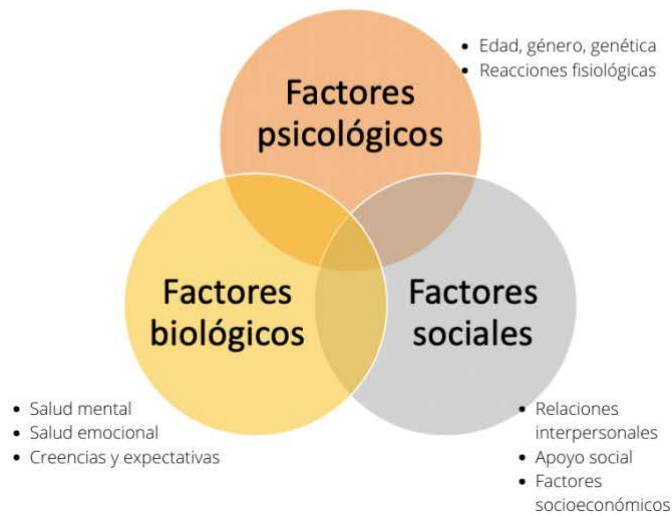 • Edad, género, genética
• Reacciones fisiológicas
Factores
psicológicos
Factores
biológicos
Factores
sociales
• Salud mental
• Salud emocional
• Creencias y expectativas
• Relaciones
interpersonales
• Apoyo social
• Factores
socioeconómicos